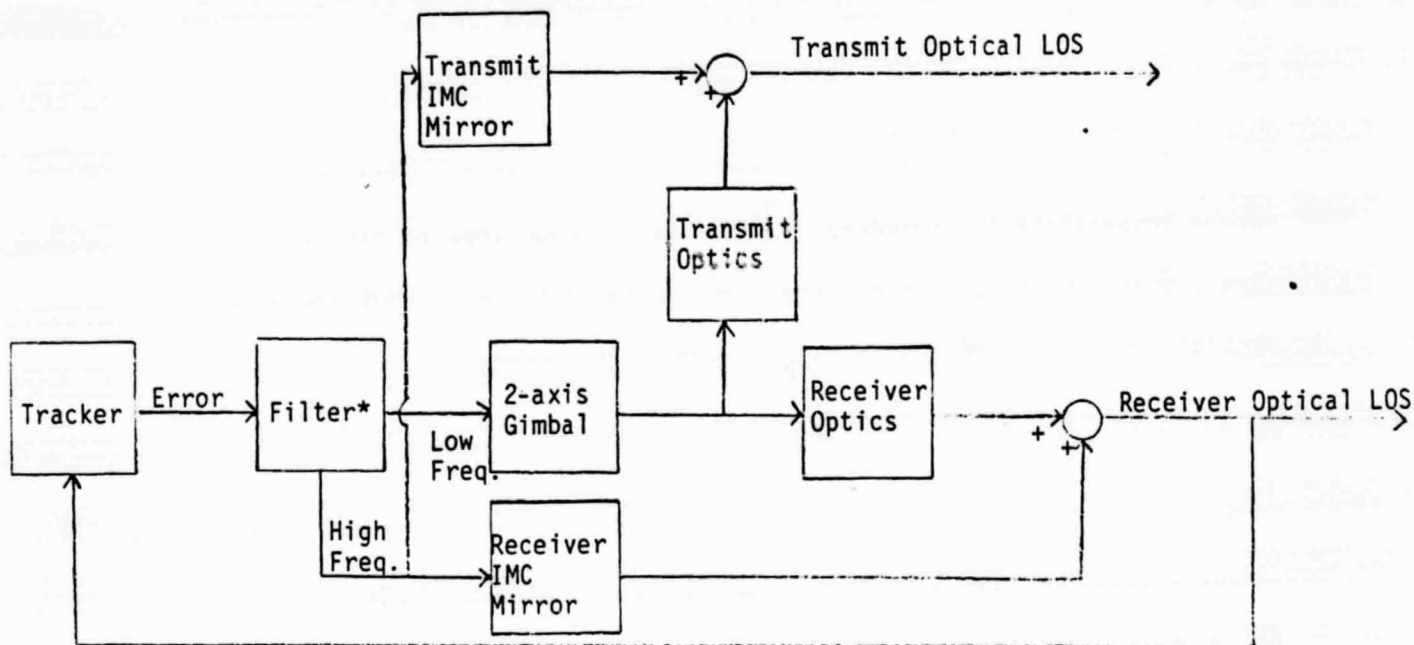 Transmit
IMC
Mirror
+
+
Transmit Optical LOS
Transmit
Optics
Tracker
Error
Filter*
Low
Freq.
2-axis
Gimbal
Receiver
Optics
+
+
Receiver Optical LOS
High
Freq.
Receiver
IMC
Mirror